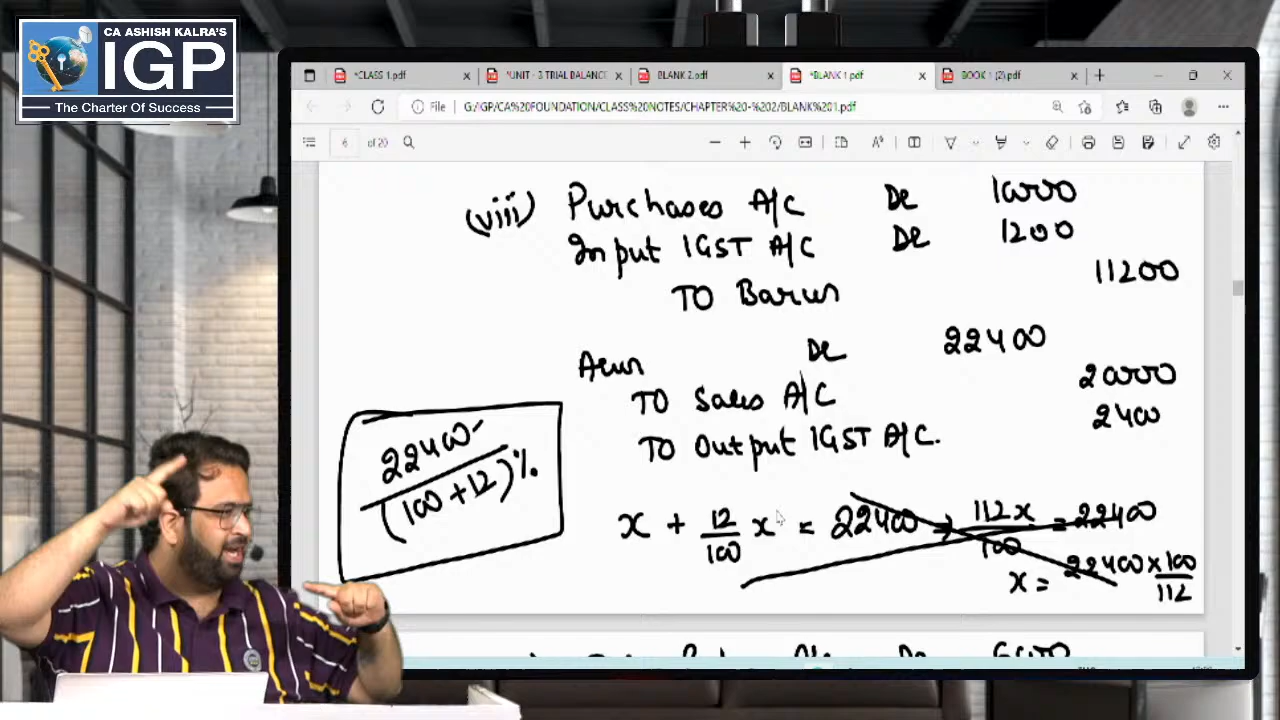 CA ASHISH KALRA'S
IGP
The Charter Of Success
*CLASS 1.pdf
*UNIT - 3 TRIAL BALANCE
BLANK 2.pdf
*BLANK 1.pdf
BOOK 1 (2).pdf
File G:/IGP/CA%20FOUNDATION/CLASS%20NOTES/CHAPTER%20-%202/BLANK%201.pdf
6 of 20
(viii) Purchases A/C Dr 10000
Input IGST A/C Dr 1200
TO Barun 11200
Arun Dr 22400
TO Sales A/C 20000
TO Output IGST A/C. 2400
22400
(100+12)%
x + 12/100 x = 22400 → 112x/100 = 22400
x = 22400 × 100/112